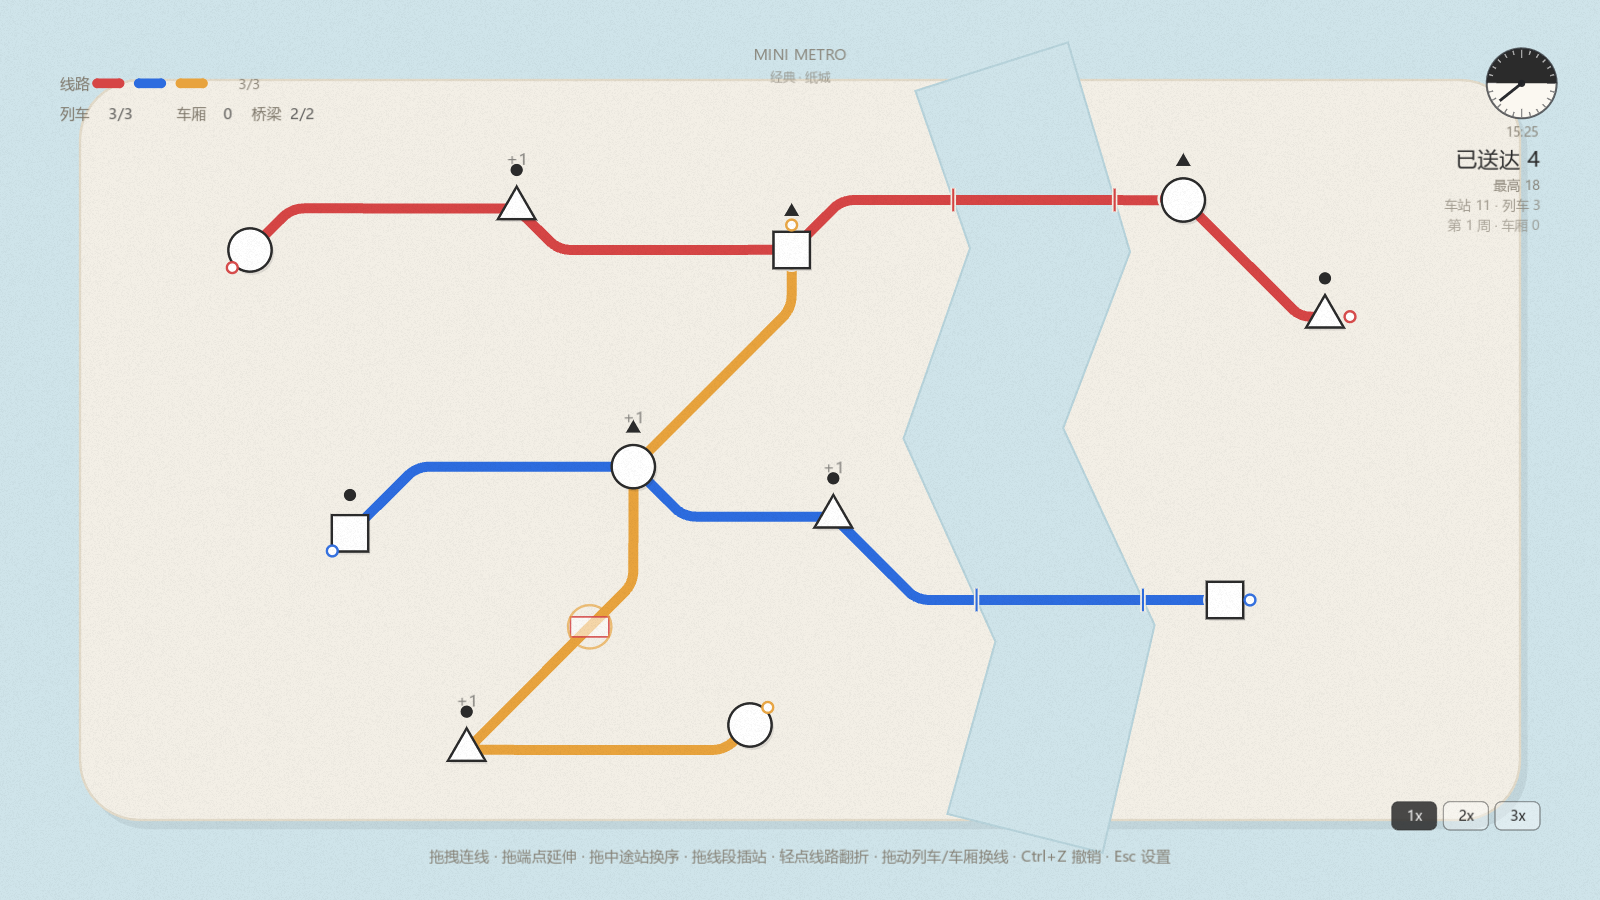 MINI METRO
经典 · 纸城
线路 3/3
列车 3/3 车厢 0 桥梁 2/2
15:25
已送达 4
最高 18
车站 11 · 列车 3
第 1 周 · 车厢 0
+1
+1
+1
+1
1x 2x 3x
拖拽连线 · 拖端点延伸 · 拖中途站换序 · 拖线段插站 · 轻点线路翻折 · 拖动列车/车厢换线 · Ctrl+Z 撤销 · Esc 设置